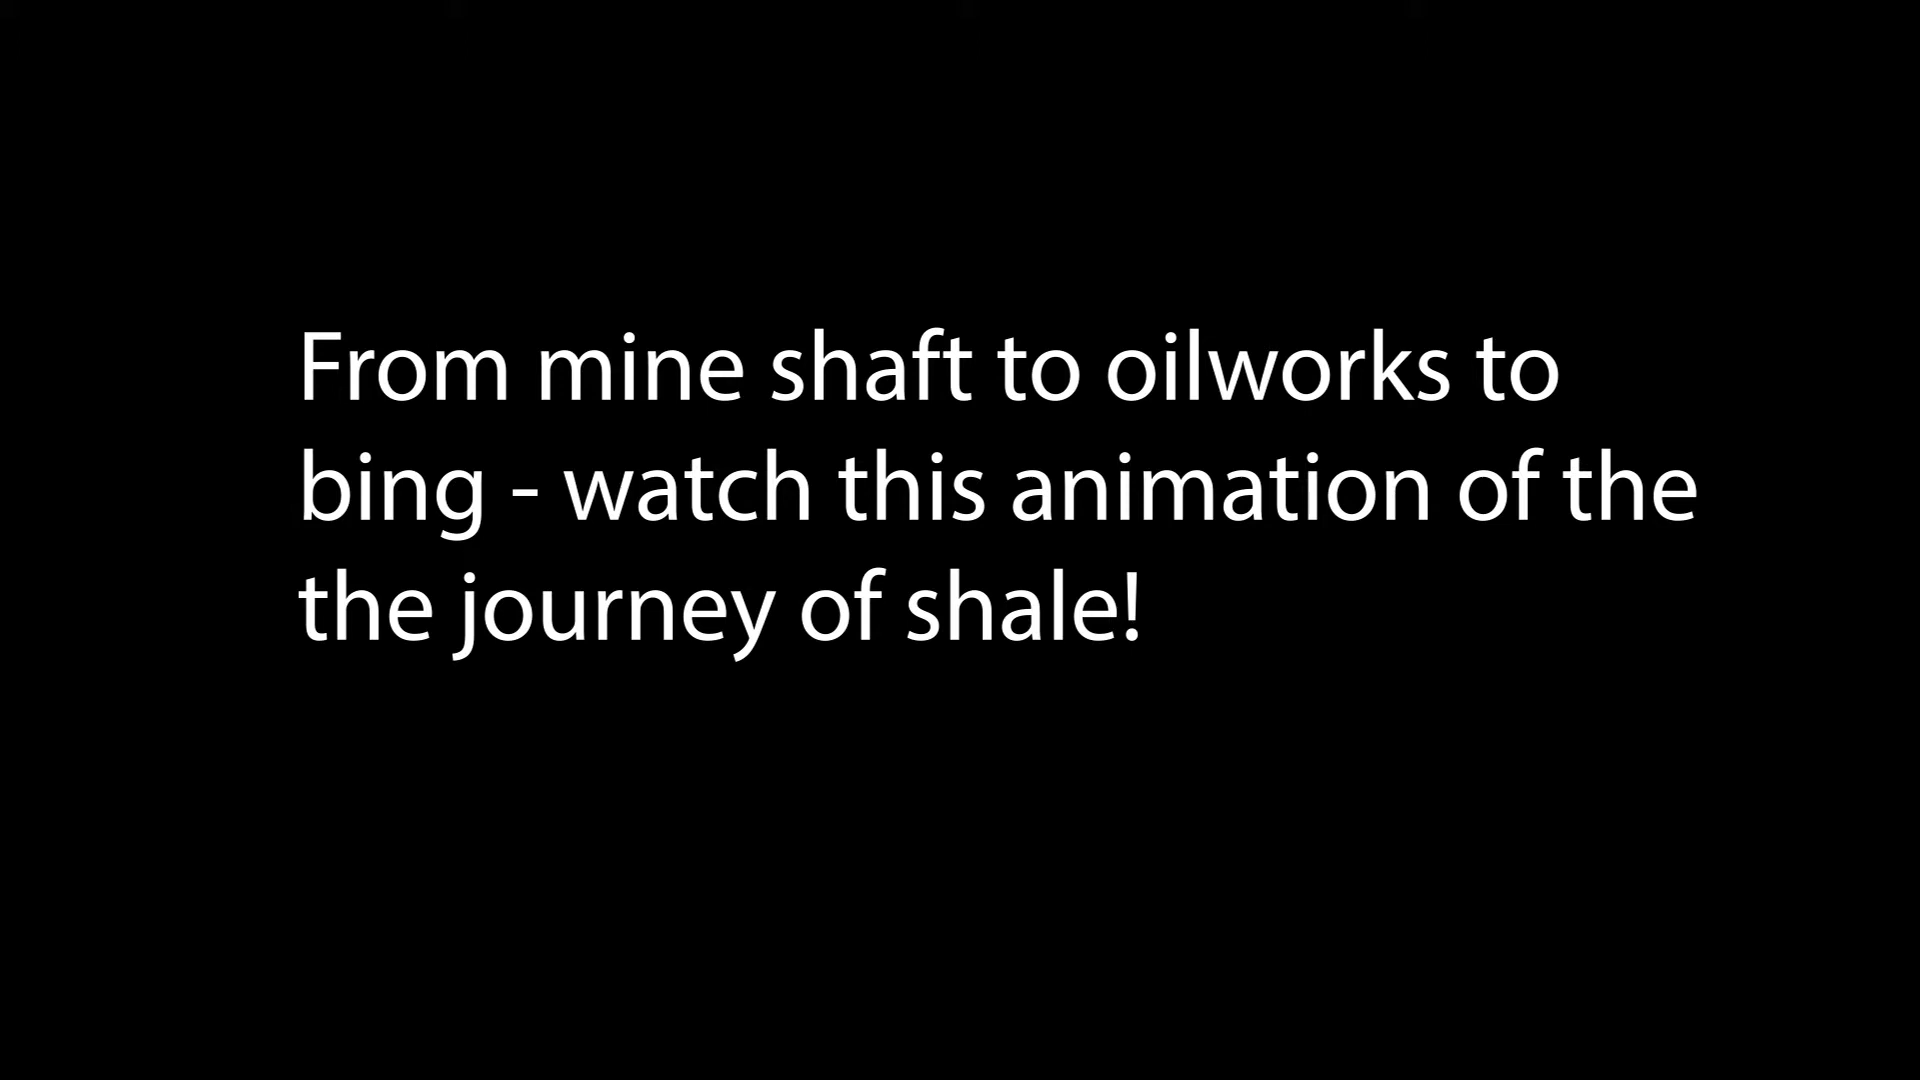 From mine shaft to oilworks to
bing - watch this animation of the
the journey of shale!